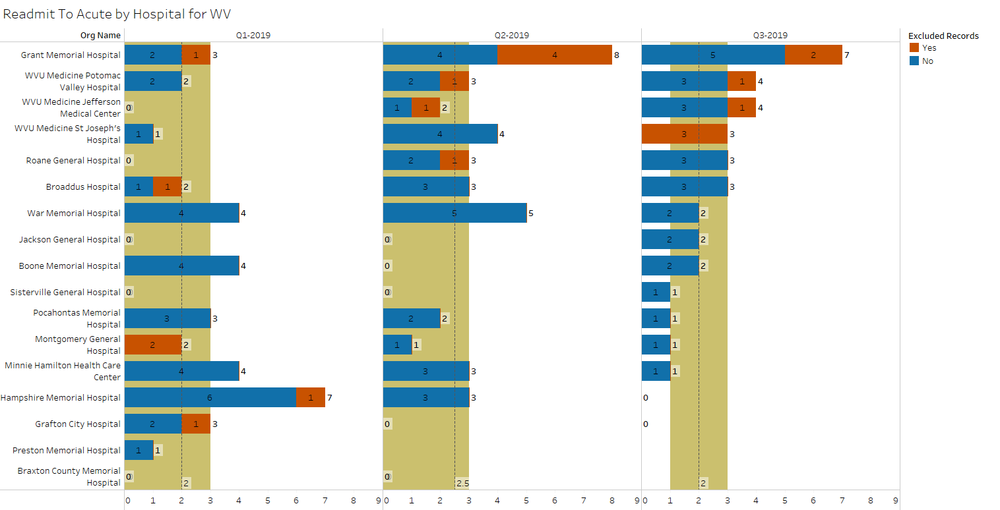 Readmit To Acute by Hospital for WV
Org Name Q1-2019 Q2-2019 Q3-2019 Excluded Records
Yes
No
Grant Memorial Hospital 2 1 3 4 4 8 5 2 7
WVU Medicine Potomac
Valley Hospital 2 2 2 1 3 3 1 4
WVU Medicine Jefferson
Medical Center 0 1 1 2 3 1 4
WVU Medicine St Joseph's
Hospital 1 1 4 4 3 3
Roane General Hospital 0 2 1 3 3 3
Broaddus Hospital 1 1 2 3 3 3 3
War Memorial Hospital 4 4 5 5 2 2
Jackson General Hospital 0 0 2 2
Boone Memorial Hospital 4 4 0 2 2
Sisterville General Hospital 0 0 1 1
Pocahontas Memorial
Hospital 3 3 2 2 1 1
Montgomery General
Hospital 2 2 1 1 1 1
Minnie Hamilton Health Care
Center 4 4 3 3 1 1
Hampshire Memorial Hospital 6 1 7 3 3 0
Grafton City Hospital 2 1 3 0 0
Preston Memorial Hospital 1 1
Braxton County Memorial
Hospital 0 2 0 2.5 2
0 1 2 3 4 5 6 7 8 9 0 1 2 3 4 5 6 7 8 9 0 1 2 3 4 5 6 7 8 9